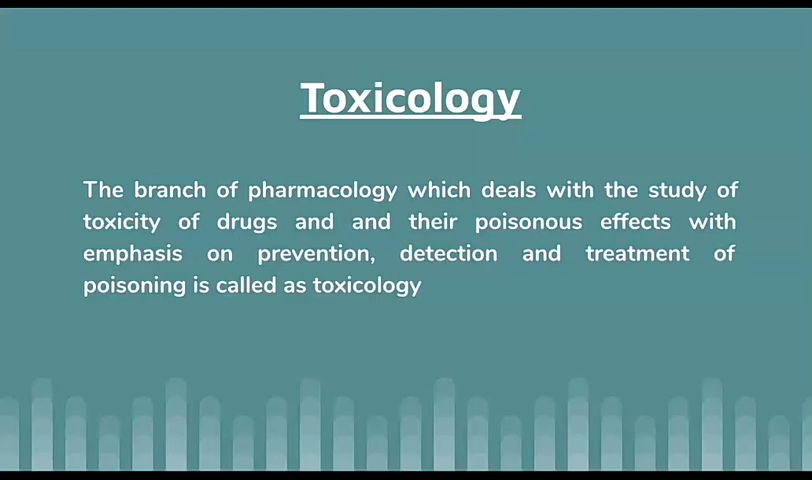 Toxicology
The branch of pharmacology which deals with the study of
toxicity of drugs and and their poisonous effects with
emphasis on prevention, detection and treatment of
poisoning is called as toxicology